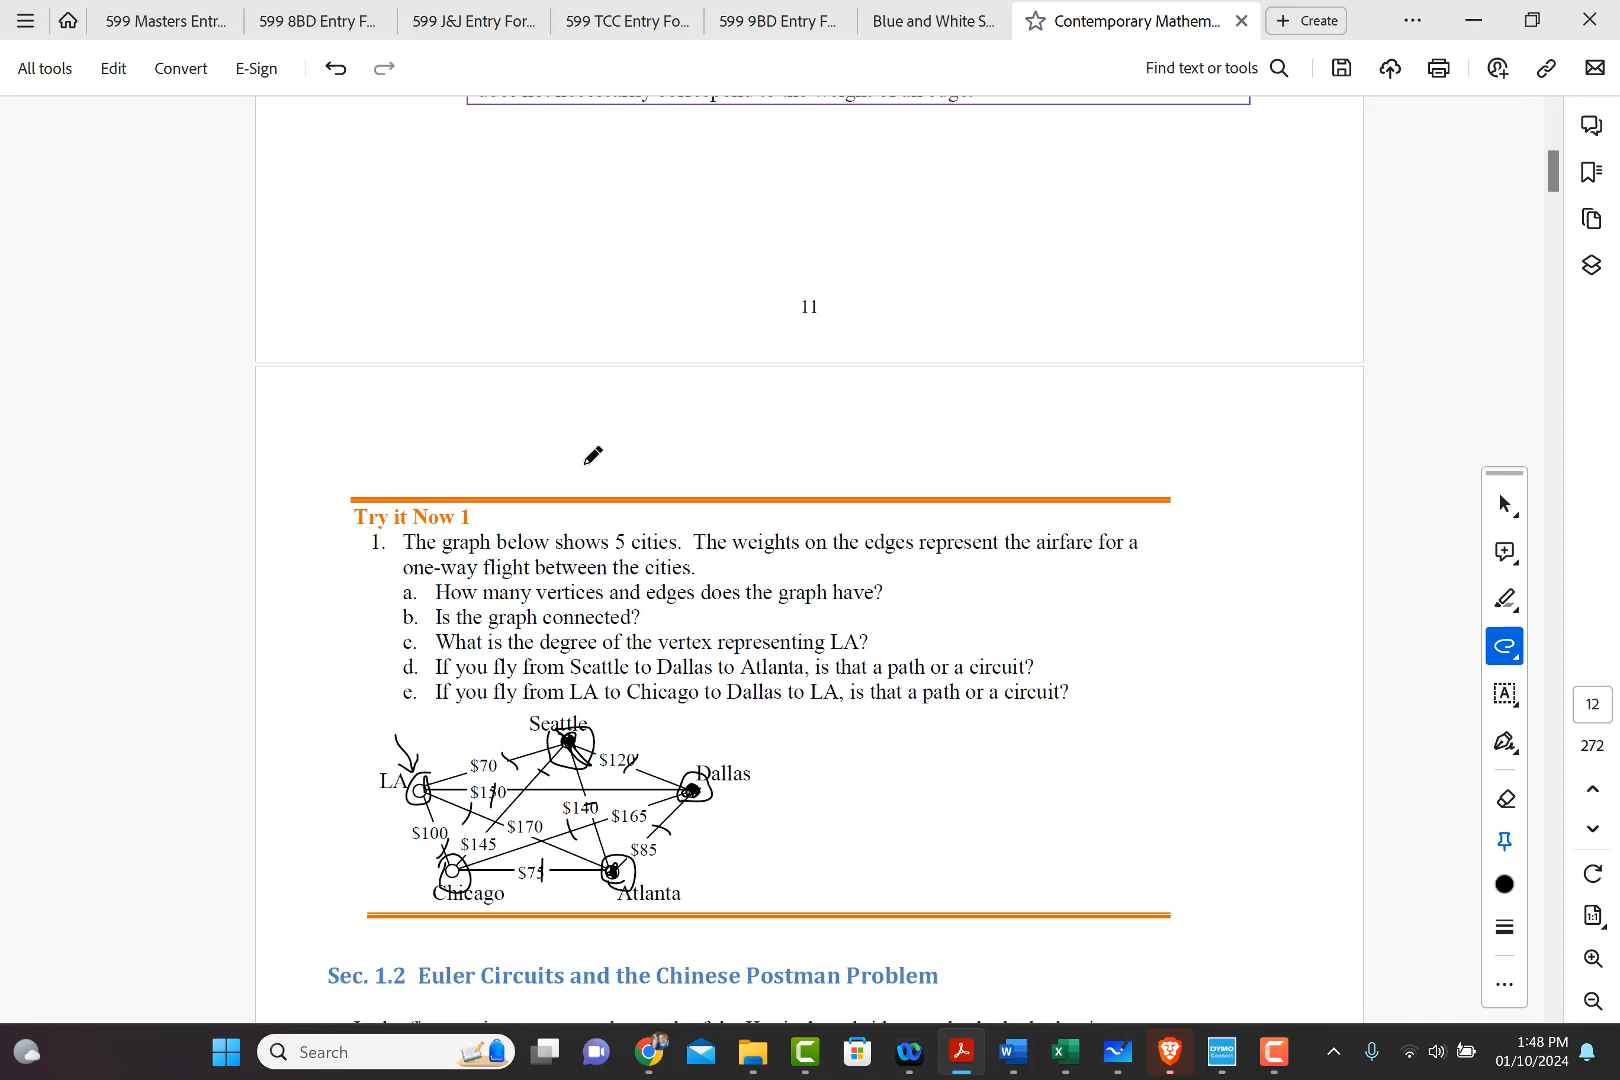 599 Masters Entr... 599 8BD Entry F... 599 J&J Entry For... 599 TCC Entry Fo... 599 9BD Entry F... Blue and White S... Contemporary Mathem... Create
All tools Edit Convert E-Sign Find text or tools
11
Try it Now 1
1. The graph below shows 5 cities. The weights on the edges represent the airfare for a
one-way flight between the cities.
a. How many vertices and edges does the graph have?
b. Is the graph connected?
c. What is the degree of the vertex representing LA?
d. If you fly from Seattle to Dallas to Atlanta, is that a path or a circuit?
e. If you fly from LA to Chicago to Dallas to LA, is that a path or a circuit?
12
272
Seattle
$70 $120
LA Dallas
$150
$140 $165
$100 $170
$145 $85
$75
Chicago Atlanta
Sec. 1.2 Euler Circuits and the Chinese Postman Problem
1:1
Search
DYMO
Connect
1:48 PM
01/10/2024